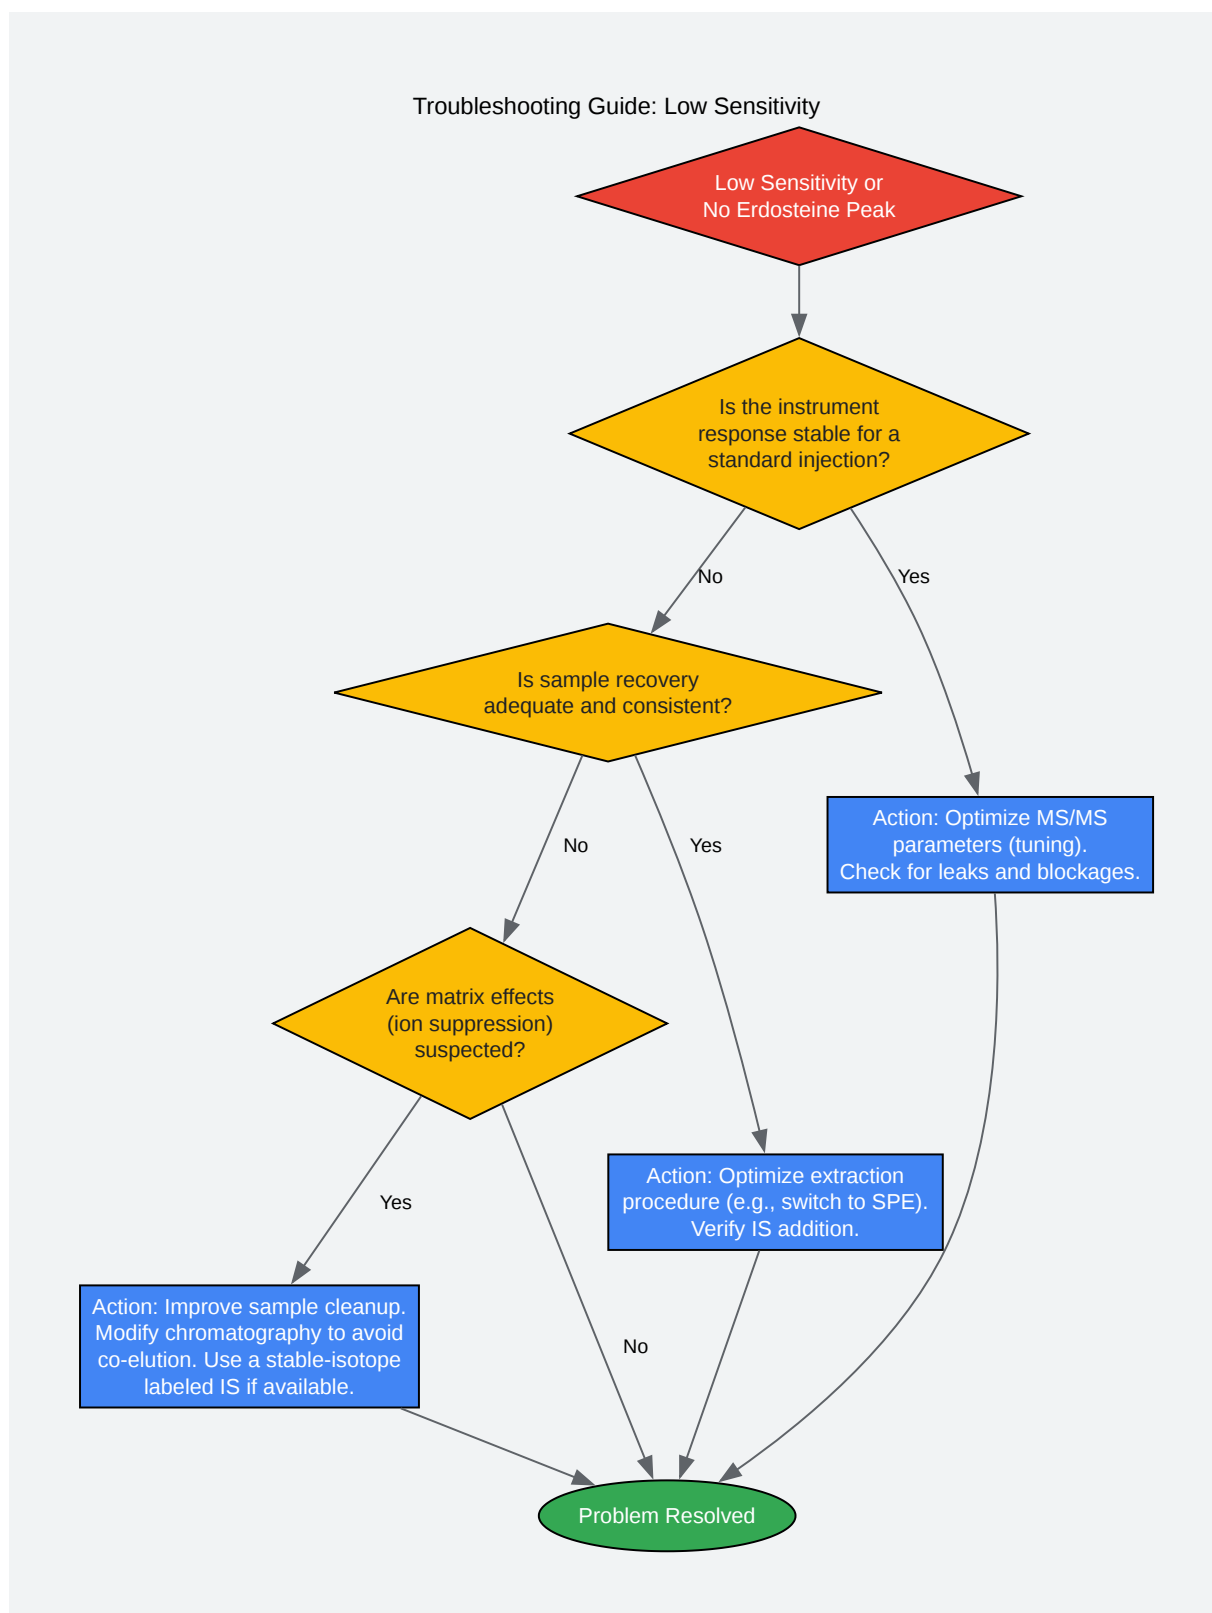 Troubleshooting Guide: Low Sensitivity
Low Sensitivity or
No Erdosteine Peak
Is the instrument
response stable for a
standard injection?
No
Yes
Is sample recovery
adequate and consistent?
Action: Optimize MS/MS
parameters (tuning).
Check for leaks and blockages.
No
Yes
Are matrix effects
(ion suppression)
suspected?
Action: Optimize extraction
procedure (e.g., switch to SPE).
Verify IS addition.
Yes
Action: Improve sample cleanup.
Modify chromatography to avoid
co-elution. Use a stable-isotope
labeled IS if available.
No
Problem Resolved